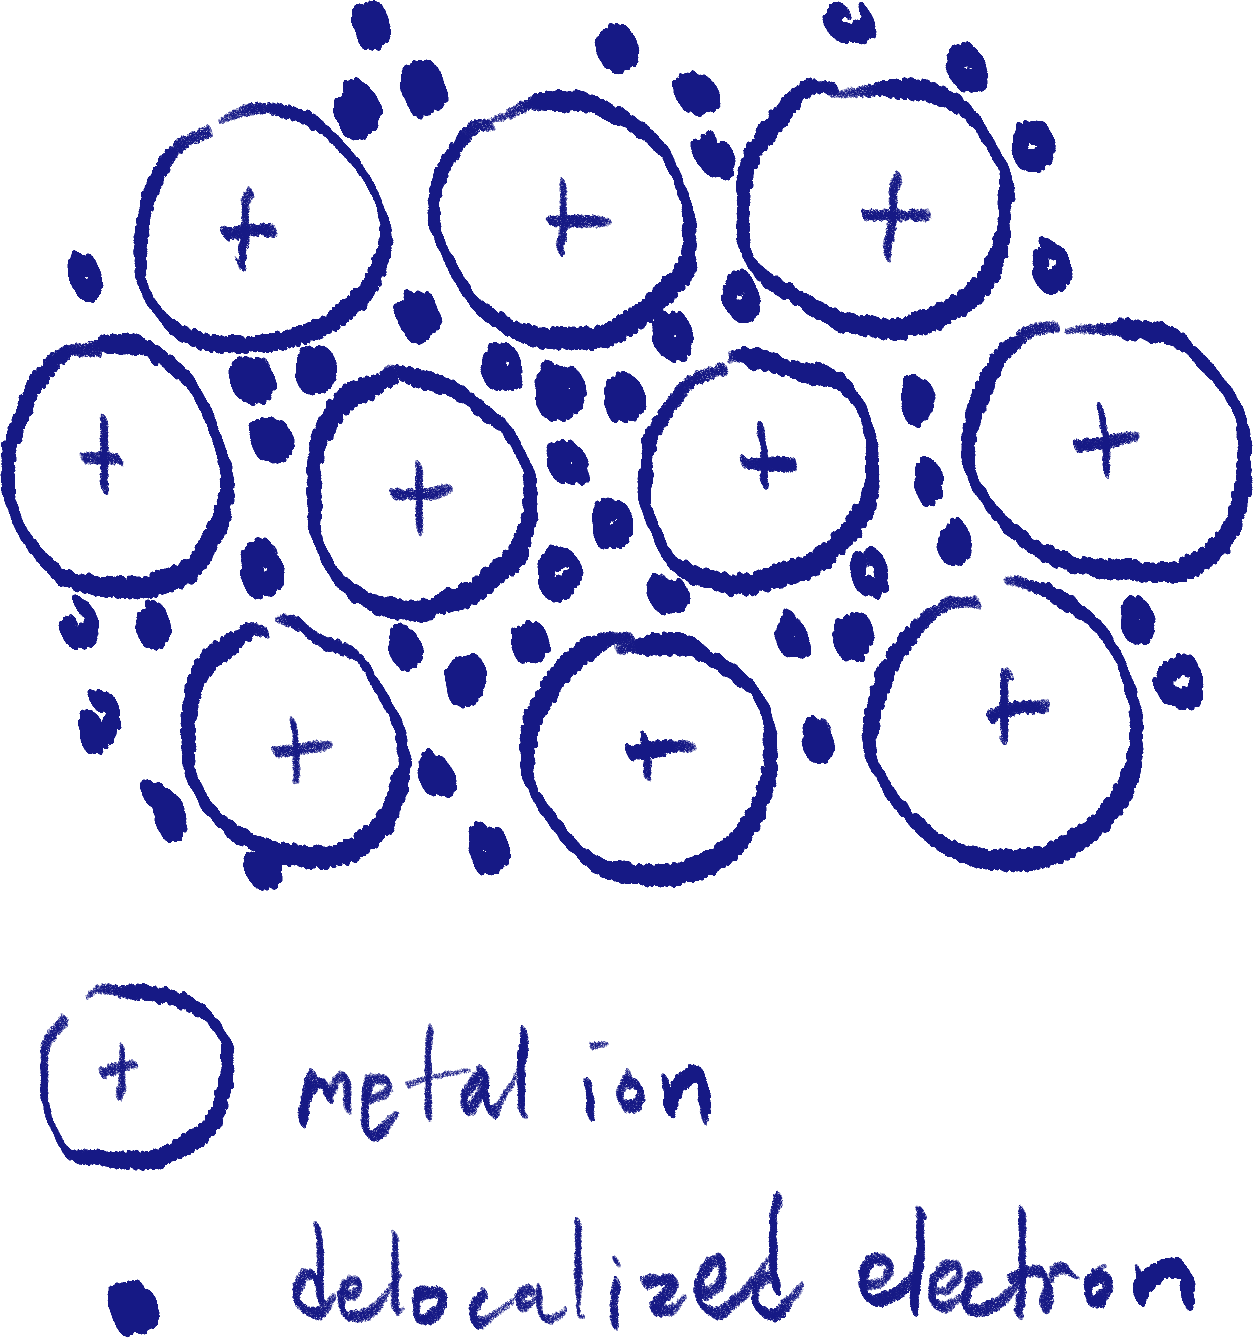 + + +
+ + + +
+ + +
+ metal ion
delocalized electron